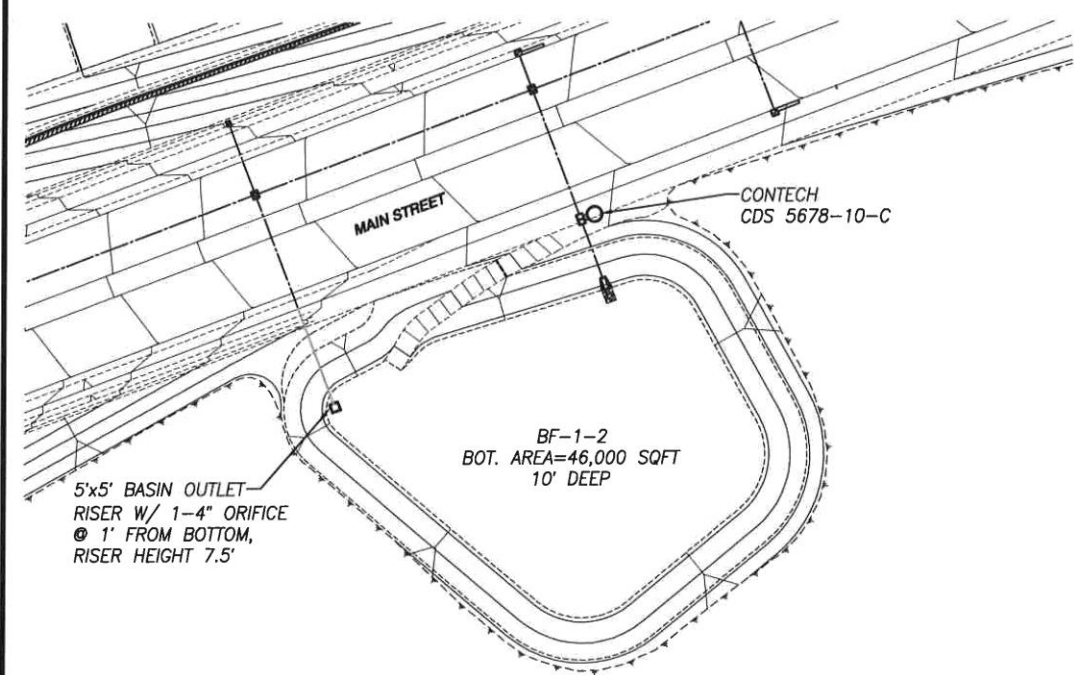 MAIN STREET
CONTECH
CDS 5678-10-C
BF-1-2
BOT. AREA=46,000 SQFT
10' DEEP
5'x5' BASIN OUTLET
RISER W/ 1-4" ORIFICE
@ 1' FROM BOTTOM,
RISER HEIGHT 7.5'